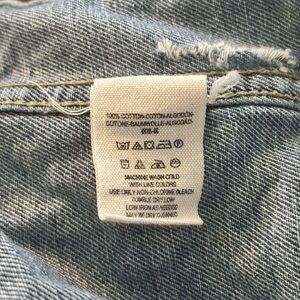 100% COTTON-COTON-ALGODON-
COTONE-BAUMWOLLE-ALGODÃO-
MACHINE WASH COLD
WITH LIKE COLORS
USE ONLY NON-CHLORINE BLEACH
TUMBLE DRY LOW
LOW IRON AS NEEDED
MAY BE DRY CLEANED